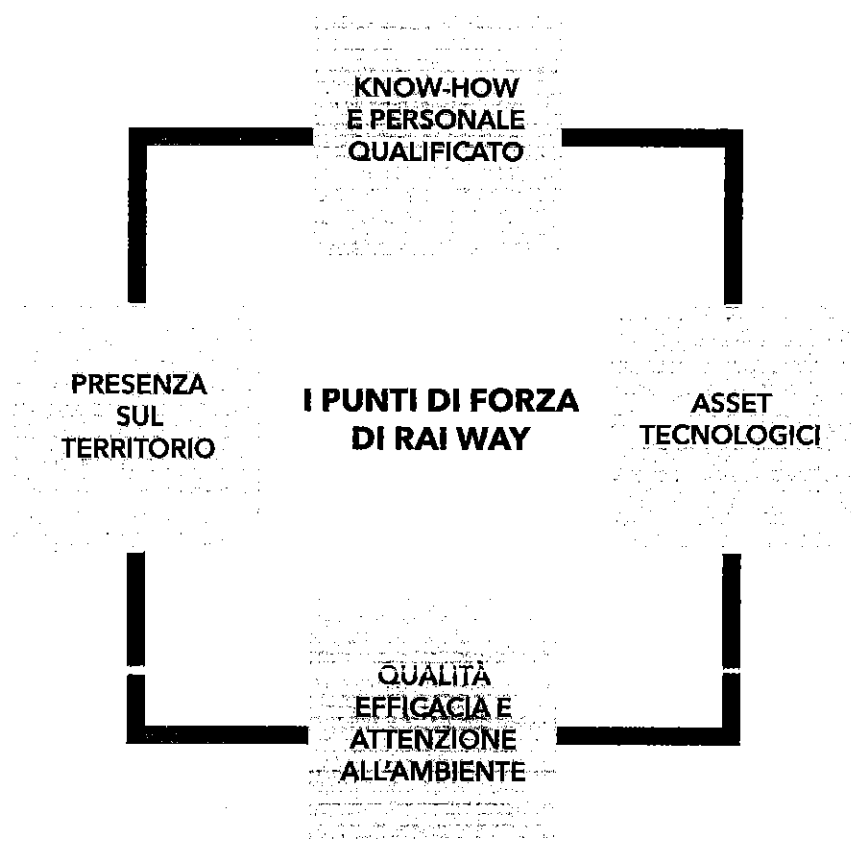 KNOW-HOW
E PERSONALE
QUALIFICATO
PRESENZA
SUL
TERRITORIO
I PUNTI DI FORZA
DI RAI WAY
ASSET
TECNOLOGICI
QUALITÀ
EFFICACIA E
ATTENZIONE
ALL'AMBIENTE